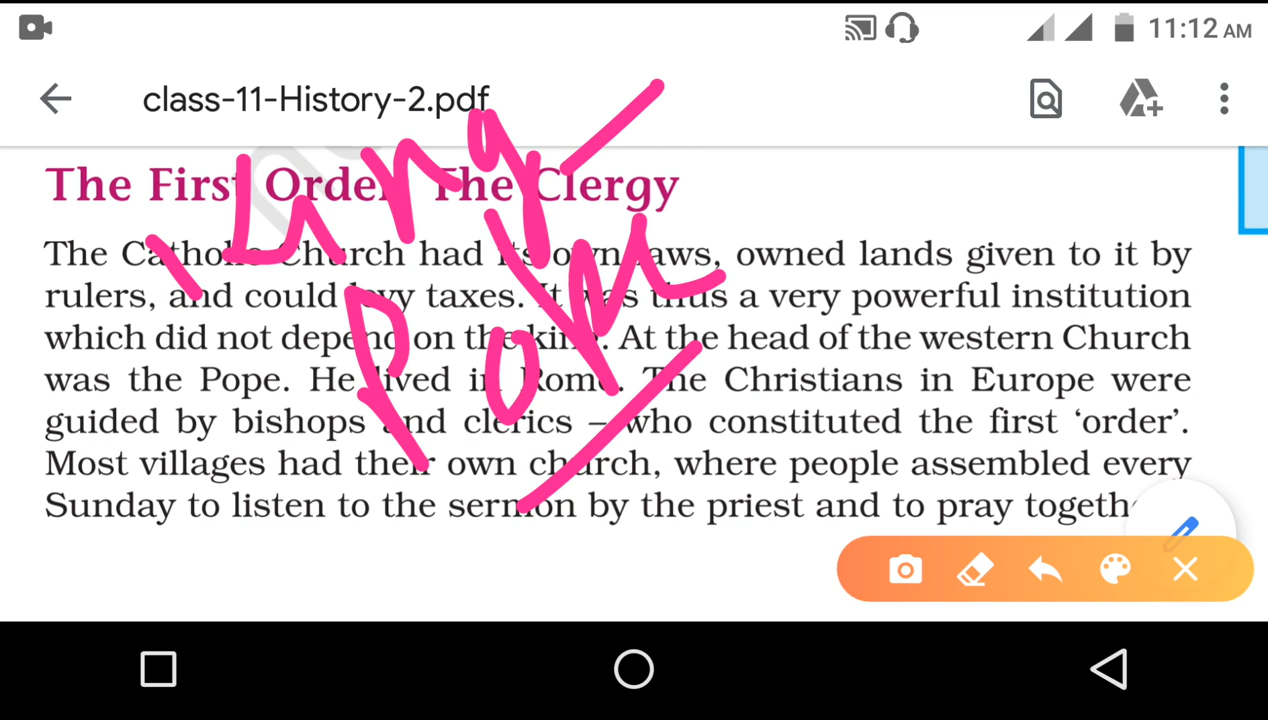 11:12 AM
class-11-History-2.pdf
The First Order: The Clergy
The Catholic Church had its own laws, owned lands given to it by
rulers, and could levy taxes. It was thus a very powerful institution
which did not depend on the king. At the head of the western Church
was the Pope. He lived in Rome. The Christians in Europe were
guided by bishops and clerics – who constituted the first ‘order’.
Most villages had their own church, where people assembled every
Sunday to listen to the sermon by the priest and to pray togeth
King
Pope